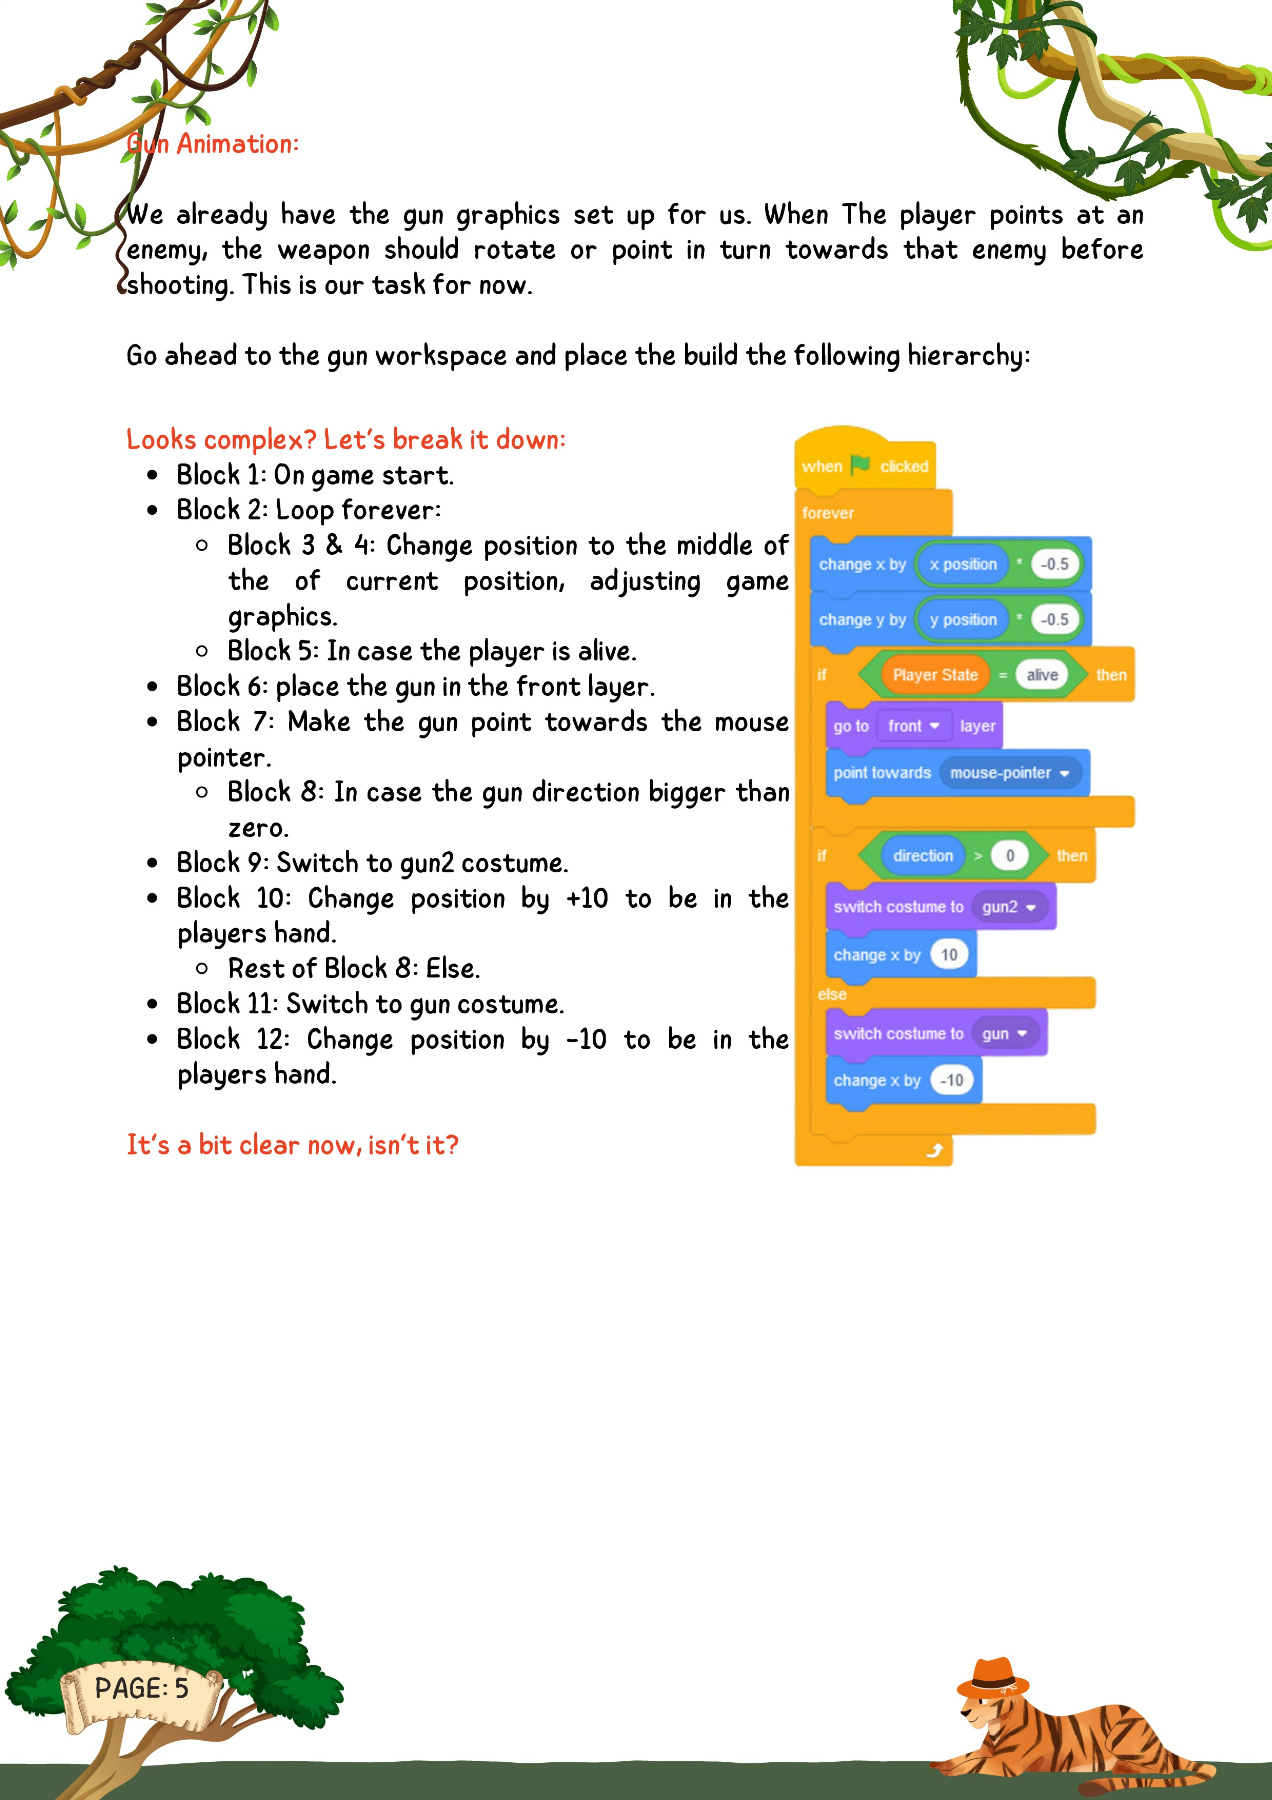 Gun Animation:
We already have the gun graphics set up for us. When The player points at an
enemy, the weapon should rotate or point in turn towards that enemy before
shooting. This is our task for now.
Go ahead to the gun workspace and place the build the following hierarchy:
Looks complex? Let's break it down:
• Block 1: On game start.
• Block 2: Loop forever:
◦ Block 3 & 4: Change position to the middle of
the of current position, adjusting game
graphics.
◦ Block 5: In case the player is alive.
• Block 6: place the gun in the front layer.
• Block 7: Make the gun point towards the mouse
pointer.
◦ Block 8: In case the gun direction bigger than
zero.
• Block 9: Switch to gun2 costume.
• Block 10: Change position by +10 to be in the
players hand.
◦ Rest of Block 8: Else.
• Block 11: Switch to gun costume.
• Block 12: Change position by -10 to be in the
players hand.
It's a bit clear now, isn't it?
when clicked
forever
change x by x position * -0.5
change y by y position * -0.5
if Player State = alive then
go to front layer
point towards mouse-pointer
if direction > 0 then
switch costume to gun2
change x by 10
else
switch costume to gun
change x by -10
PAGE: 5